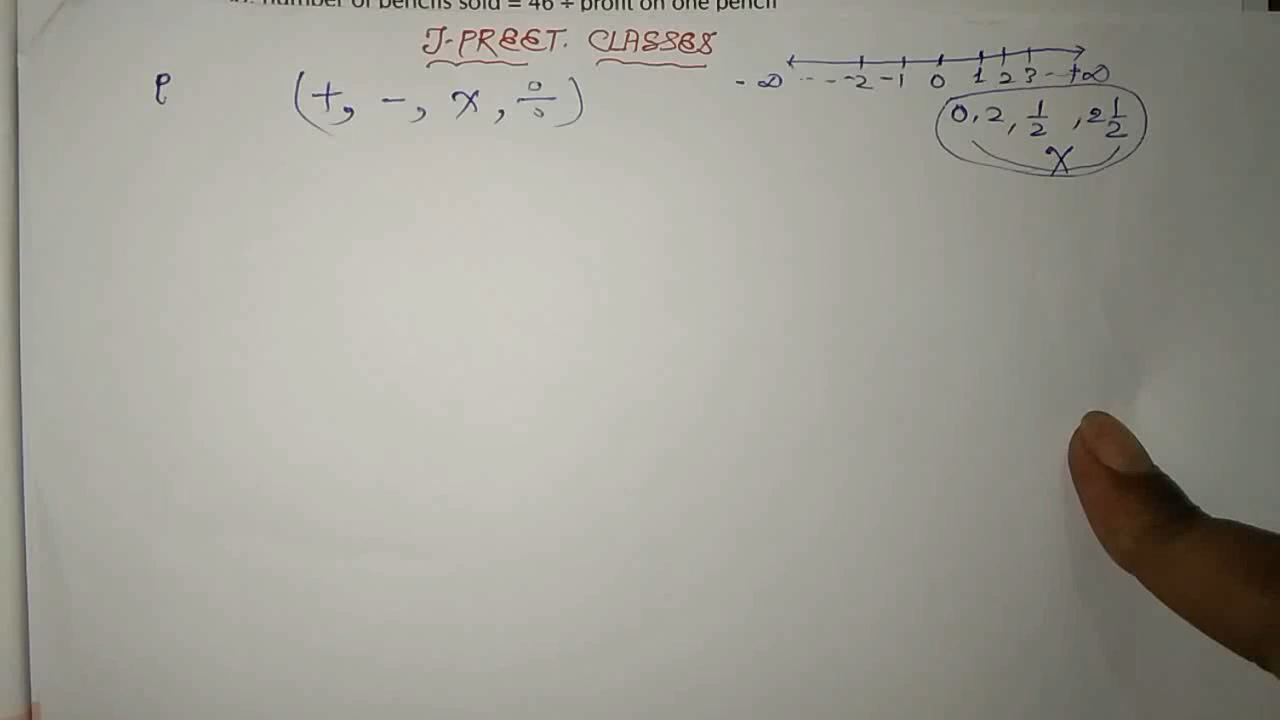 number of pencils sold = 46 ÷ profit on one pencil
J-PREET. CLASSES
(+, -, x, ÷)
-∞ ... - - -2 -1 0 1 2 3 - +∞
0, 2, 1/2, 2 1/2
x